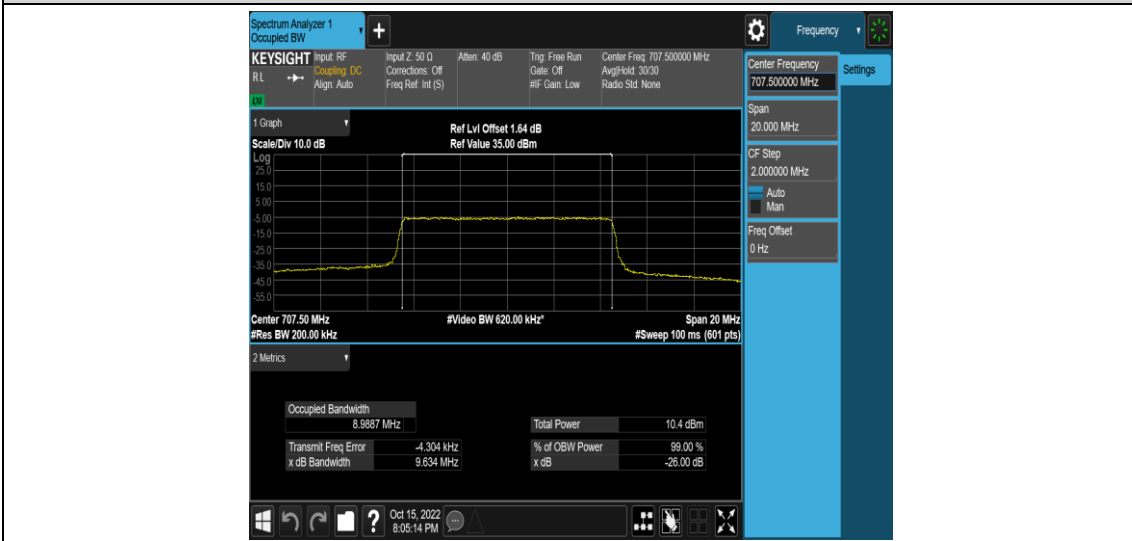 Spectrum Analyzer 1
Occupied BW
+
Frequency
KEYSIGHT
RL
LXI
Input: RF
Coupling: DC
Align: Auto
Input Z: 50 Ω
Corrections: Off
Freq Ref: Int (S)
Atten: 40 dB
Trig: Free Run
Gate: Off
#IF Gain: Low
Center Freq: 707.500000 MHz
Avg|Hold: 30/30
Radio Std: None
Center Frequency
707.500000 MHz
Settings
Span
20.000 MHz
CF Step
2.000000 MHz
Auto
Man
Freq Offset
0 Hz
1 Graph
Scale/Div 10.0 dB
Ref Lvl Offset 1.64 dB
Ref Value 35.00 dBm
Log
25.0
15.0
5.00
-5.00
-15.0
-25.0
-35.0
-45.0
-55.0
Center 707.50 MHz
#Video BW 620.00 kHz*
Span 20 MHz
#Res BW 200.00 kHz
#Sweep 100 ms (601 pts)
2 Metrics
Occupied Bandwidth
8.9887 MHz
Total Power 10.4 dBm
Transmit Freq Error -4.304 kHz
% of OBW Power 99.00 %
x dB Bandwidth 9.634 MHz
x dB -26.00 dB
?
Oct 15, 2022
8:05:14 PM